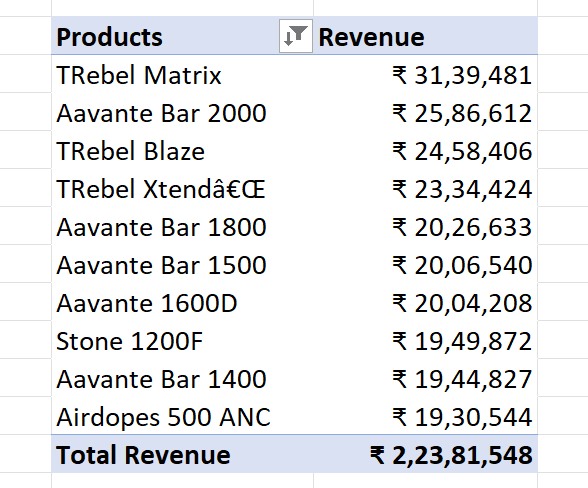 Products Revenue
TRebel Matrix ₹ 31,39,481
Aavante Bar 2000 ₹ 25,86,612
TRebel Blaze ₹ 24,58,406
TRebel Xtendâ€Œ ₹ 23,34,424
Aavante Bar 1800 ₹ 20,26,633
Aavante Bar 1500 ₹ 20,06,540
Aavante 1600D ₹ 20,04,208
Stone 1200F ₹ 19,49,872
Aavante Bar 1400 ₹ 19,44,827
Airdopes 500 ANC ₹ 19,30,544
Total Revenue ₹ 2,23,81,548